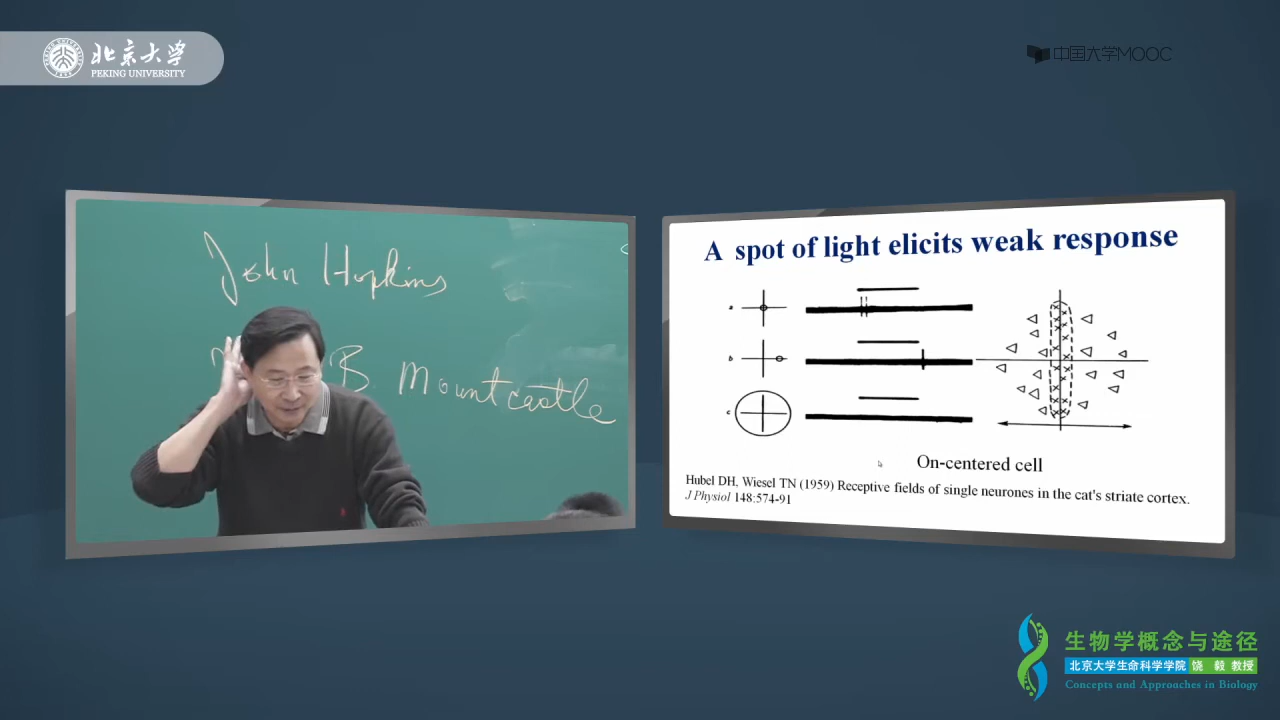 北京大学
PEKING UNIVERSITY
中国大学MOOC
John Hopkins
B Mountcastle
A spot of light elicits weak response
a
b
c
On-centered cell
Hubel DH, Wiesel TN (1959) Receptive fields of single neurones in the cat's striate cortex.
J Physiol 148:574-91
生物学概念与途径
北京大学生命科学学院 饶 毅 教授
Concepts and Approaches in Biology